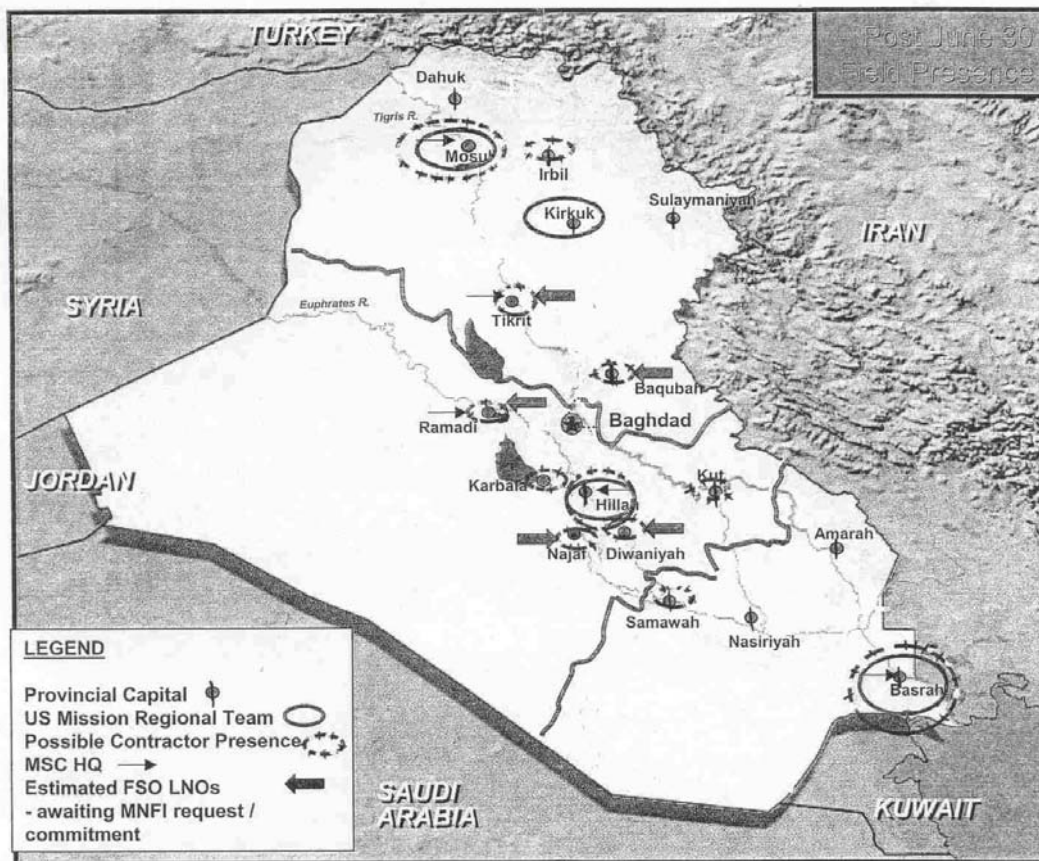 Post June 30
Field Presence
TURKEY
Dahuk
Tigris R.
Mosul
Irbil
Kirkuk
Sulaymaniyah
IRAN
SYRIA
Euphrates R.
Tikrit
Baqubah
Ramadi
Baghdad
JORDAN
Karbala
Hillah
Kut
Najaf
Diwaniyah
Amarah
Samawah
Nasiriyah
Basrah
SAUDI
ARABIA
KUWAIT
LEGEND
Provincial Capital
US Mission Regional Team
Possible Contractor Presence
MSC HQ
Estimated FSO LNOs
- awaiting MNFI request /
commitment